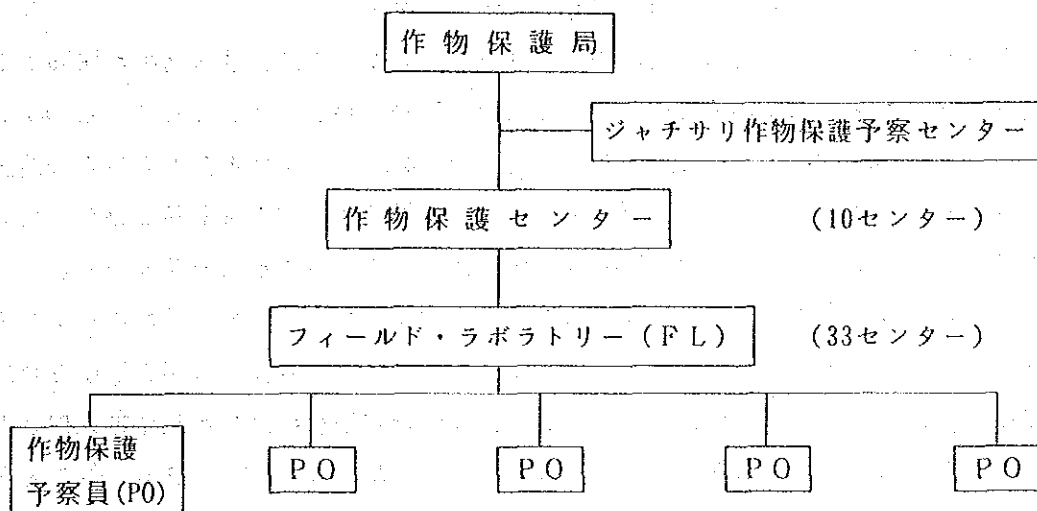 作物保護局
ジャチサリ作物保護予察センター
作物保護センター (10センター)
フィールド・ラボラトリー(FL) (33センター)
作物保護
予察員(PO)
PO
PO
PO
PO